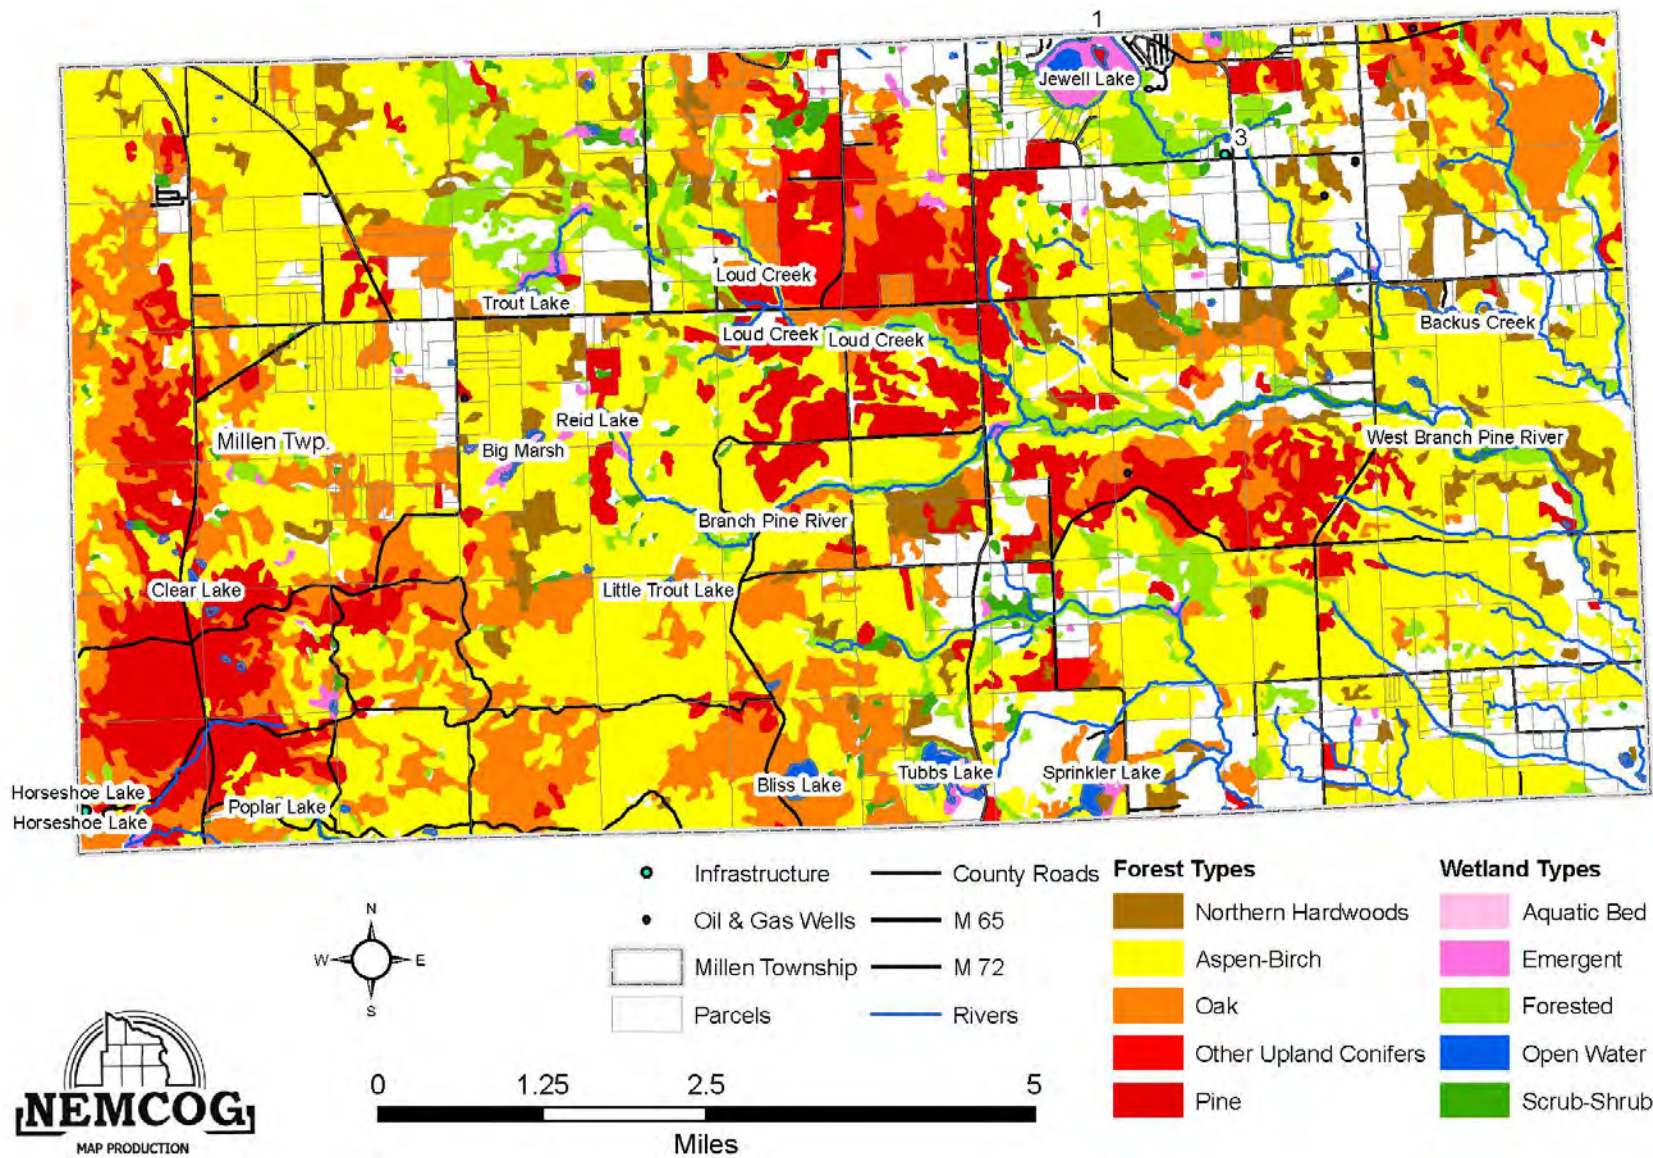 1
Jewell Lake
3
Loud Creek
Trout Lake
Loud Creek
Loud Creek
Backus Creek
Reid Lake
Millen Twp.
Big Marsh
West Branch Pine River
Branch Pine River
Clear Lake
Little Trout Lake
Bliss Lake
Tubbs Lake
Sprinkler Lake
Horseshoe Lake
Poplar Lake
Horseshoe Lake
N
W
E
S
Infrastructure
Oil & Gas Wells
Millen Township
Parcels
County Roads
M 65
M 72
Rivers
Forest Types
Northern Hardwoods
Aspen-Birch
Oak
Other Upland Conifers
Pine
Wetland Types
Aquatic Bed
Emergent
Forested
Open Water
Scrub-Shrub
0 1.25 2.5 5
Miles
NEMCOG
MAP PRODUCTION